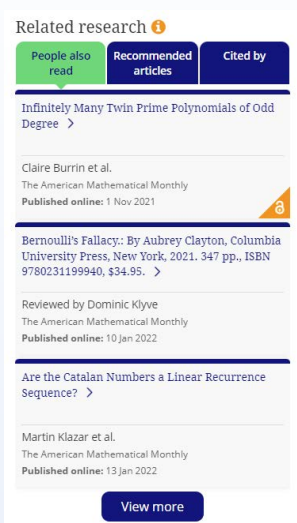 Related research
People also
read
Recommended
articles
Cited by
Infinitely Many Twin Prime Polynomials of Odd
Degree
Claire Burrin et al.
The American Mathematical Monthly
Published online: 1 Nov 2021
Bernoulli's Fallacy.: By Aubrey Clayton, Columbia
University Press, New York, 2021. 347 pp., ISBN
9780231199940, $34.95.
Reviewed by Dominic Klyve
The American Mathematical Monthly
Published online: 10 Jan 2022
Are the Catalan Numbers a Linear Recurrence
Sequence?
Martin Klazar et al.
The American Mathematical Monthly
Published online: 13 Jan 2022
View more